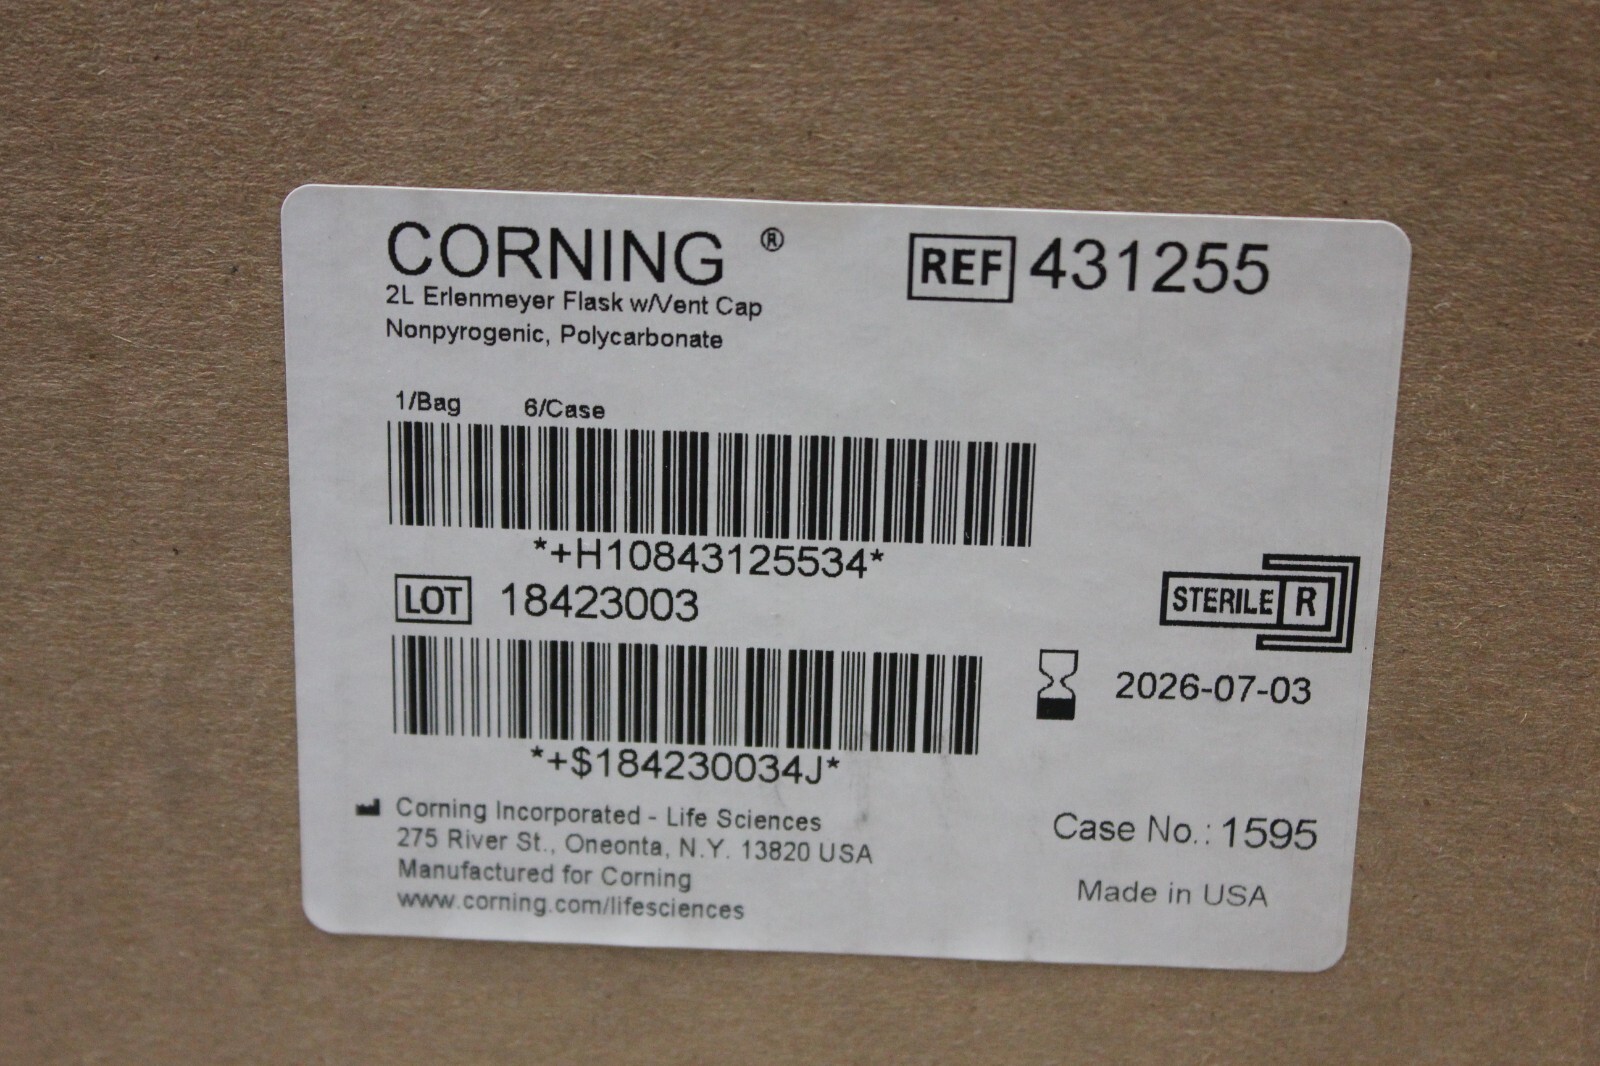 CORNING ®
REF 431255
2L Erlenmeyer Flask w/Vent Cap
Nonpyrogenic, Polycarbonate
1/Bag 6/Case
*+H10843125534*
LOT 18423003
STERILE R
2026-07-03
*+$184230034J*
Corning Incorporated - Life Sciences
275 River St., Oneonta, N.Y. 13820 USA
Manufactured for Corning
www.corning.com/lifesciences
Case No.: 1595
Made in USA